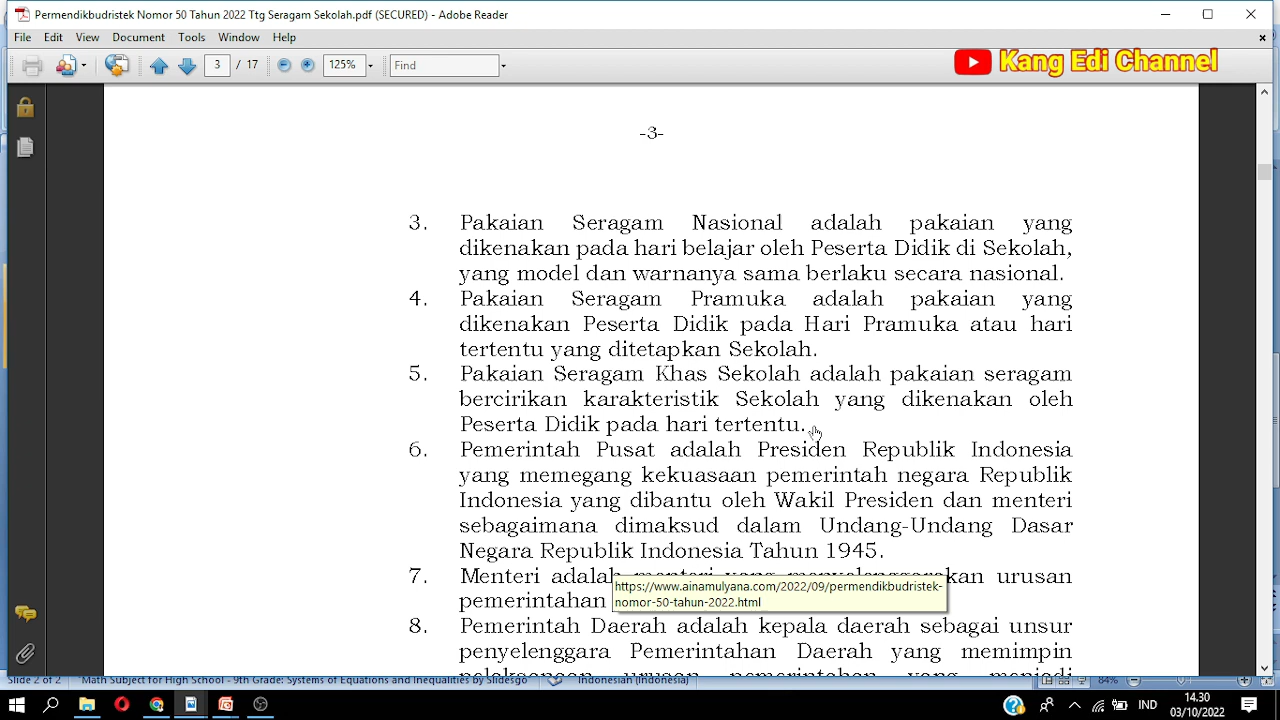 Permendikbudristek Nomor 50 Tahun 2022 Ttg Seragam Sekolah.pdf (SECURED) - Adobe Reader
File Edit View Document Tools Window Help
3 / 17 125% Find
Kang Edi Channel
-3-
3. Pakaian Seragam Nasional adalah pakaian yang
dikenakan pada hari belajar oleh Peserta Didik di Sekolah,
yang model dan warnanya sama berlaku secara nasional.
4. Pakaian Seragam Pramuka adalah pakaian yang
dikenakan Peserta Didik pada Hari Pramuka atau hari
tertentu yang ditetapkan Sekolah.
5. Pakaian Seragam Khas Sekolah adalah pakaian seragam
bercirikan karakteristik Sekolah yang dikenakan oleh
Peserta Didik pada hari tertentu.
6. Pemerintah Pusat adalah Presiden Republik Indonesia
yang memegang kekuasaan pemerintah negara Republik
Indonesia yang dibantu oleh Wakil Presiden dan menteri
sebagaimana dimaksud dalam Undang-Undang Dasar
Negara Republik Indonesia Tahun 1945.
7. Menteri adalah menteri yang menyelenggarakan urusan
pemerintahan
https://www.ainamulyana.com/2022/09/permendikbudristek-
nomor-50-tahun-2022.html
8. Pemerintah Daerah adalah kepala daerah sebagai unsur
penyelenggara Pemerintahan Daerah yang memimpin
Slide 2 of 2 "Math Subject for High School - 9th Grade: Systems of Equations and Inequalities by Slidesgo Indonesian (Indonesia) 84%
IND
14.30
03/10/2022